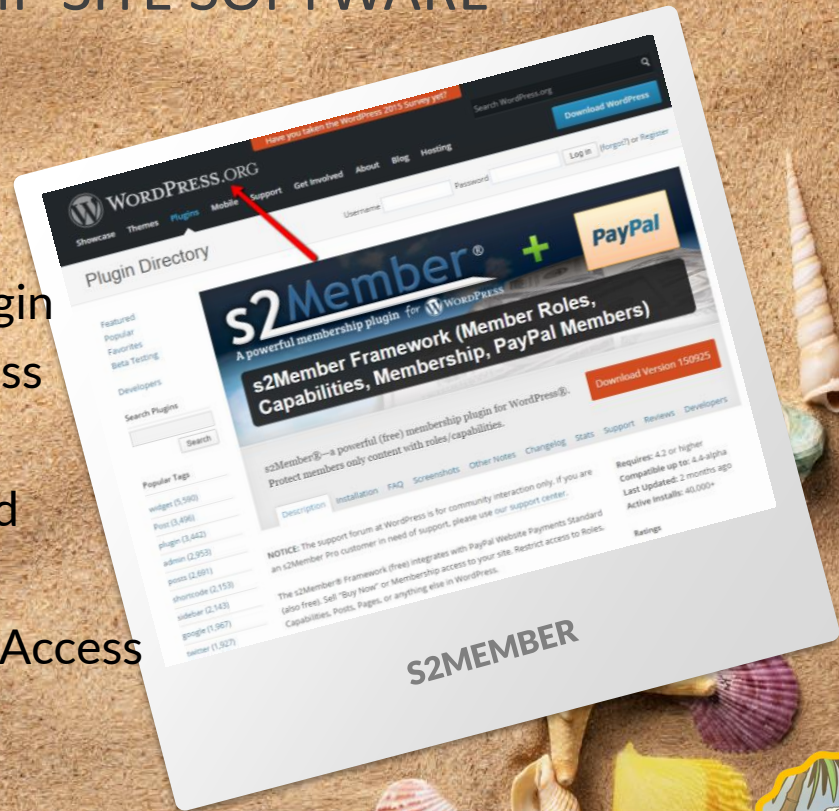 SITE SOFTWARE
Have you taken the WordPress 2015 Survey yet?
WORDPRESS.ORG
Search WordPress.org
Download WordPress
Showcase Themes Plugins Mobile Support Get Involved About Blog Hosting
Username
Password
Log in (forgot?) or Register
Plugin Directory
gin
ss
d
Access
Featured
Popular
Favorites
Beta Testing
Developers
Search Plugins
Search
Popular Tags
widget (5,590)
Post (3,496)
plugin (3,442)
admin (2,953)
posts (2,691)
shortcode (2,153)
sidebar (2,143)
google (1,967)
twitter (1,927)
s2Member® + PayPal
A powerful membership plugin for WORDPRESS
s2Member Framework (Member Roles,
Capabilities, Membership, PayPal Members)
s2Member®—a powerful (free) membership plugin for WordPress®.
Protect members only content with roles/capabilities.
Download Version 150925
Description Installation FAQ Screenshots Other Notes Changelog Stats Support Reviews Developers
NOTICE: The support forum at WordPress is for community interaction only. If you are
an s2Member Pro customer in need of support, please use our support center.
The s2Member® Framework (free) integrates with PayPal Website Payments Standard
(also free). Sell "Buy Now" or Membership access to your site. Restrict access to Roles,
Capabilities, Posts, Pages, or anything else in WordPress.
Requires: 4.2 or higher
Compatible up to: 4.4-alpha
Last Updated: 2 months ago
Active Installs: 40,000+
Ratings
S2MEMBER